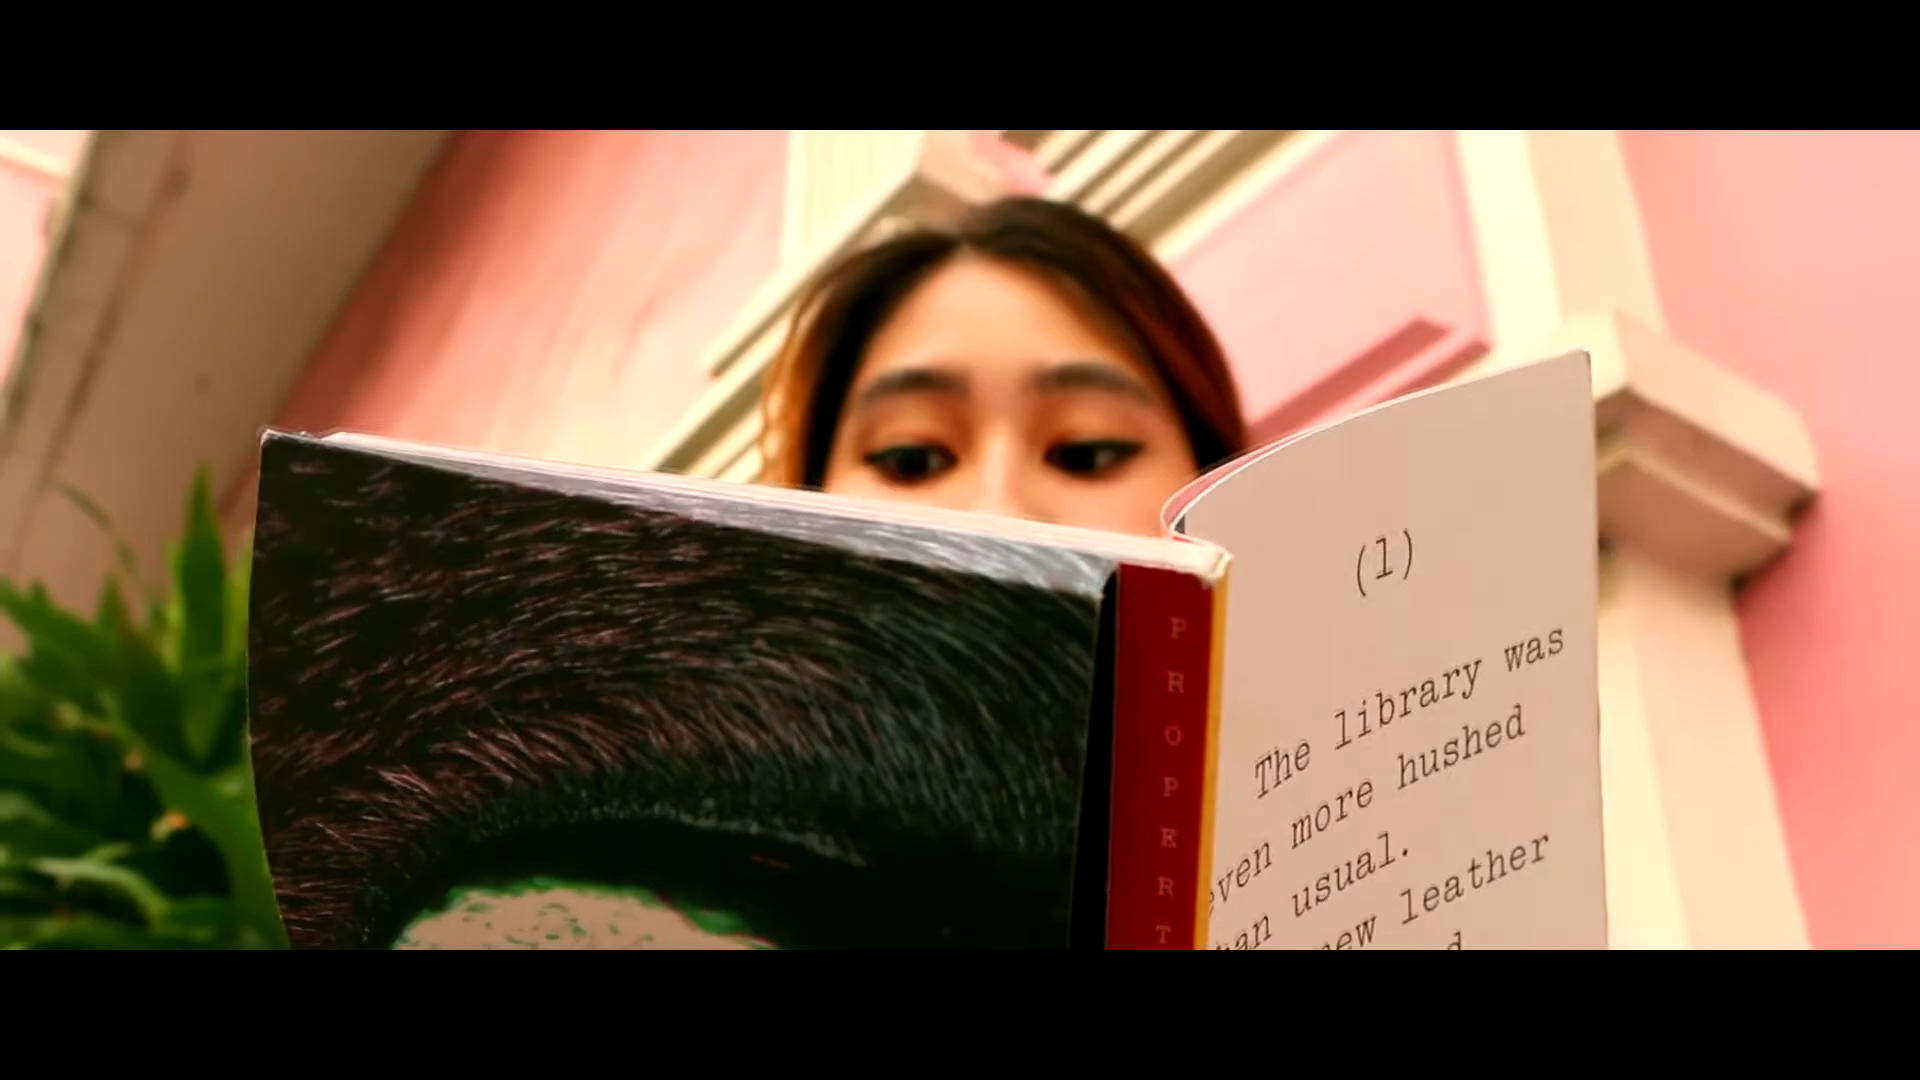 PROPERT
(1)
The library was
even more hushed
than usual.
new leather